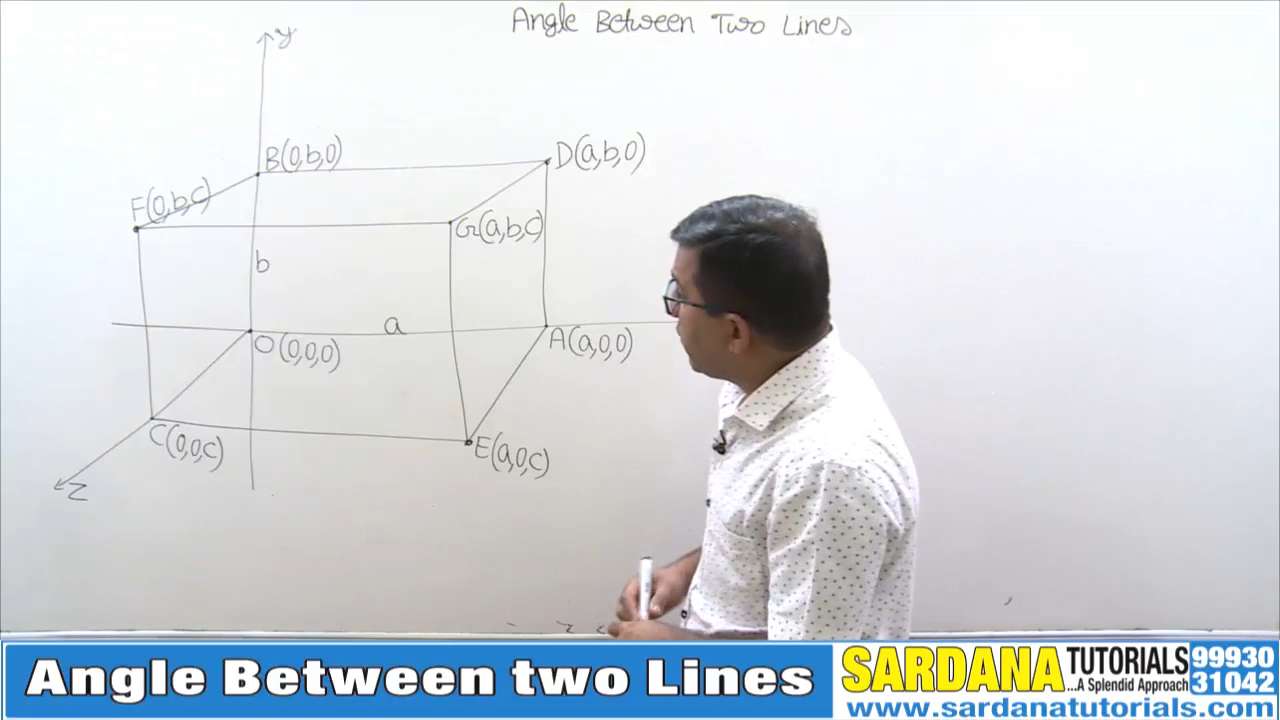 Angle Between Two Lines
y
B(0,b,0)
D(a,b,0)
F(0,b,c)
G(a,b,c)
b
a
O(0,0,0)
A(a,0,0)
C(0,0,c)
E(a,0,c)
Z
Angle Between two Lines
SARDANA TUTORIALS 99930
...A Splendid Approach 31042
www.sardanatutorials.com